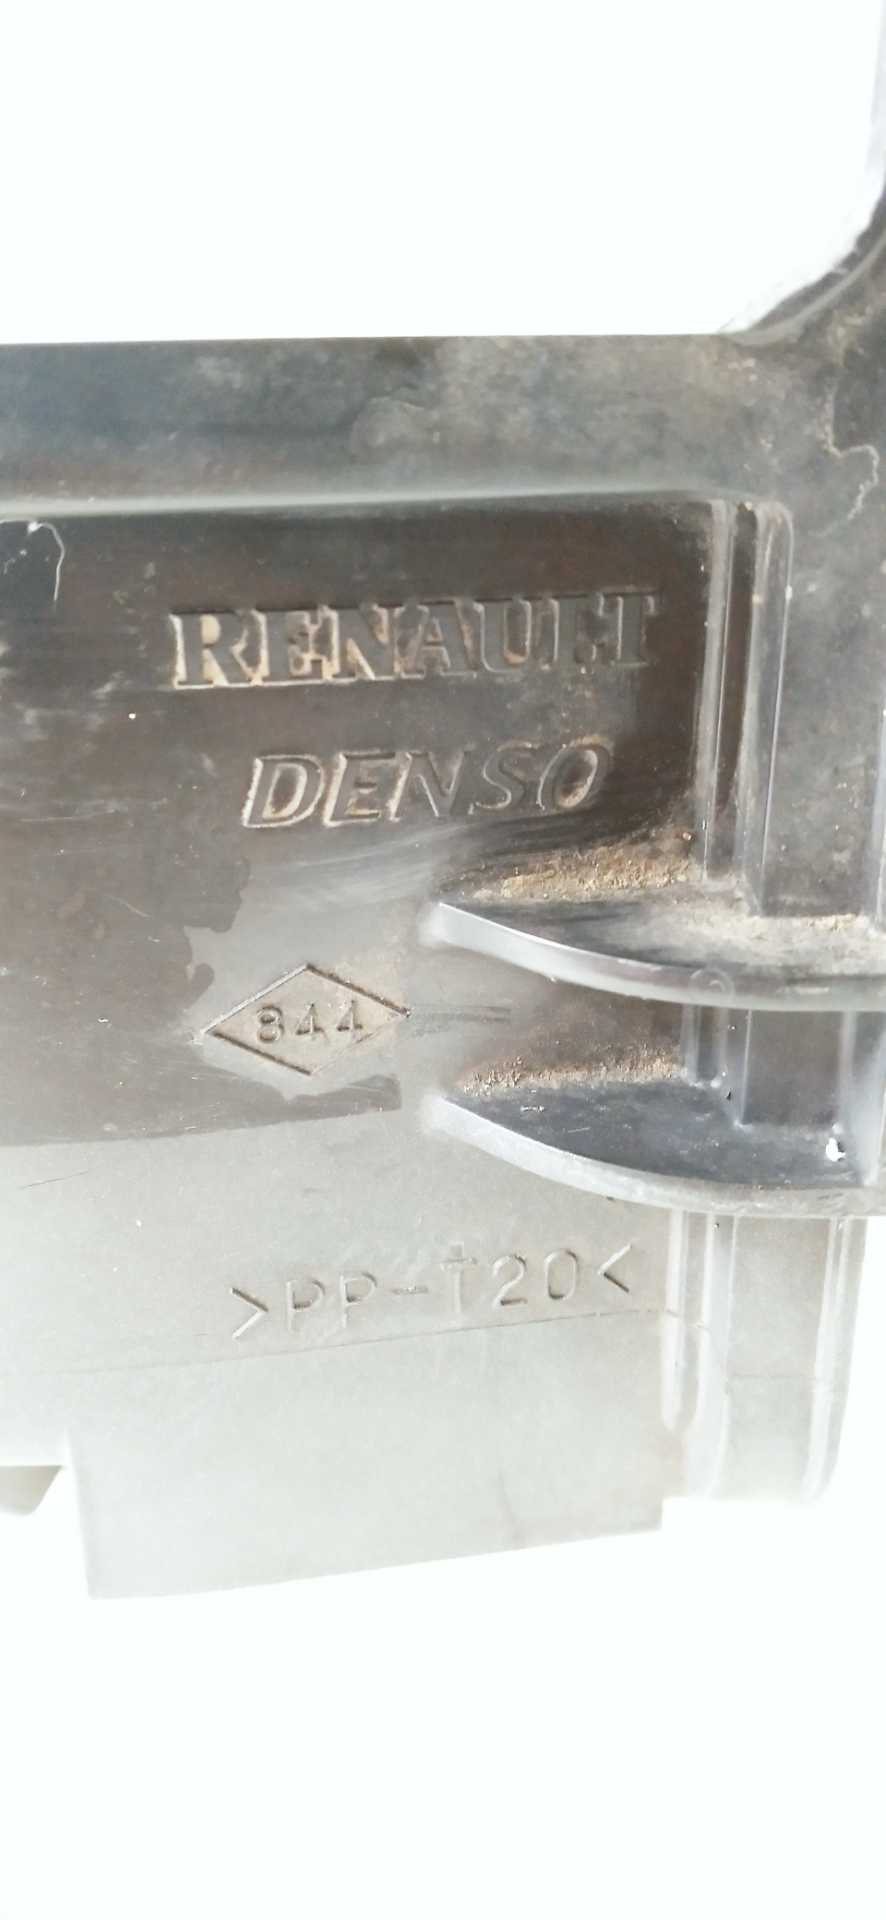 RENAULT
DENSO
844
>PP-T20<